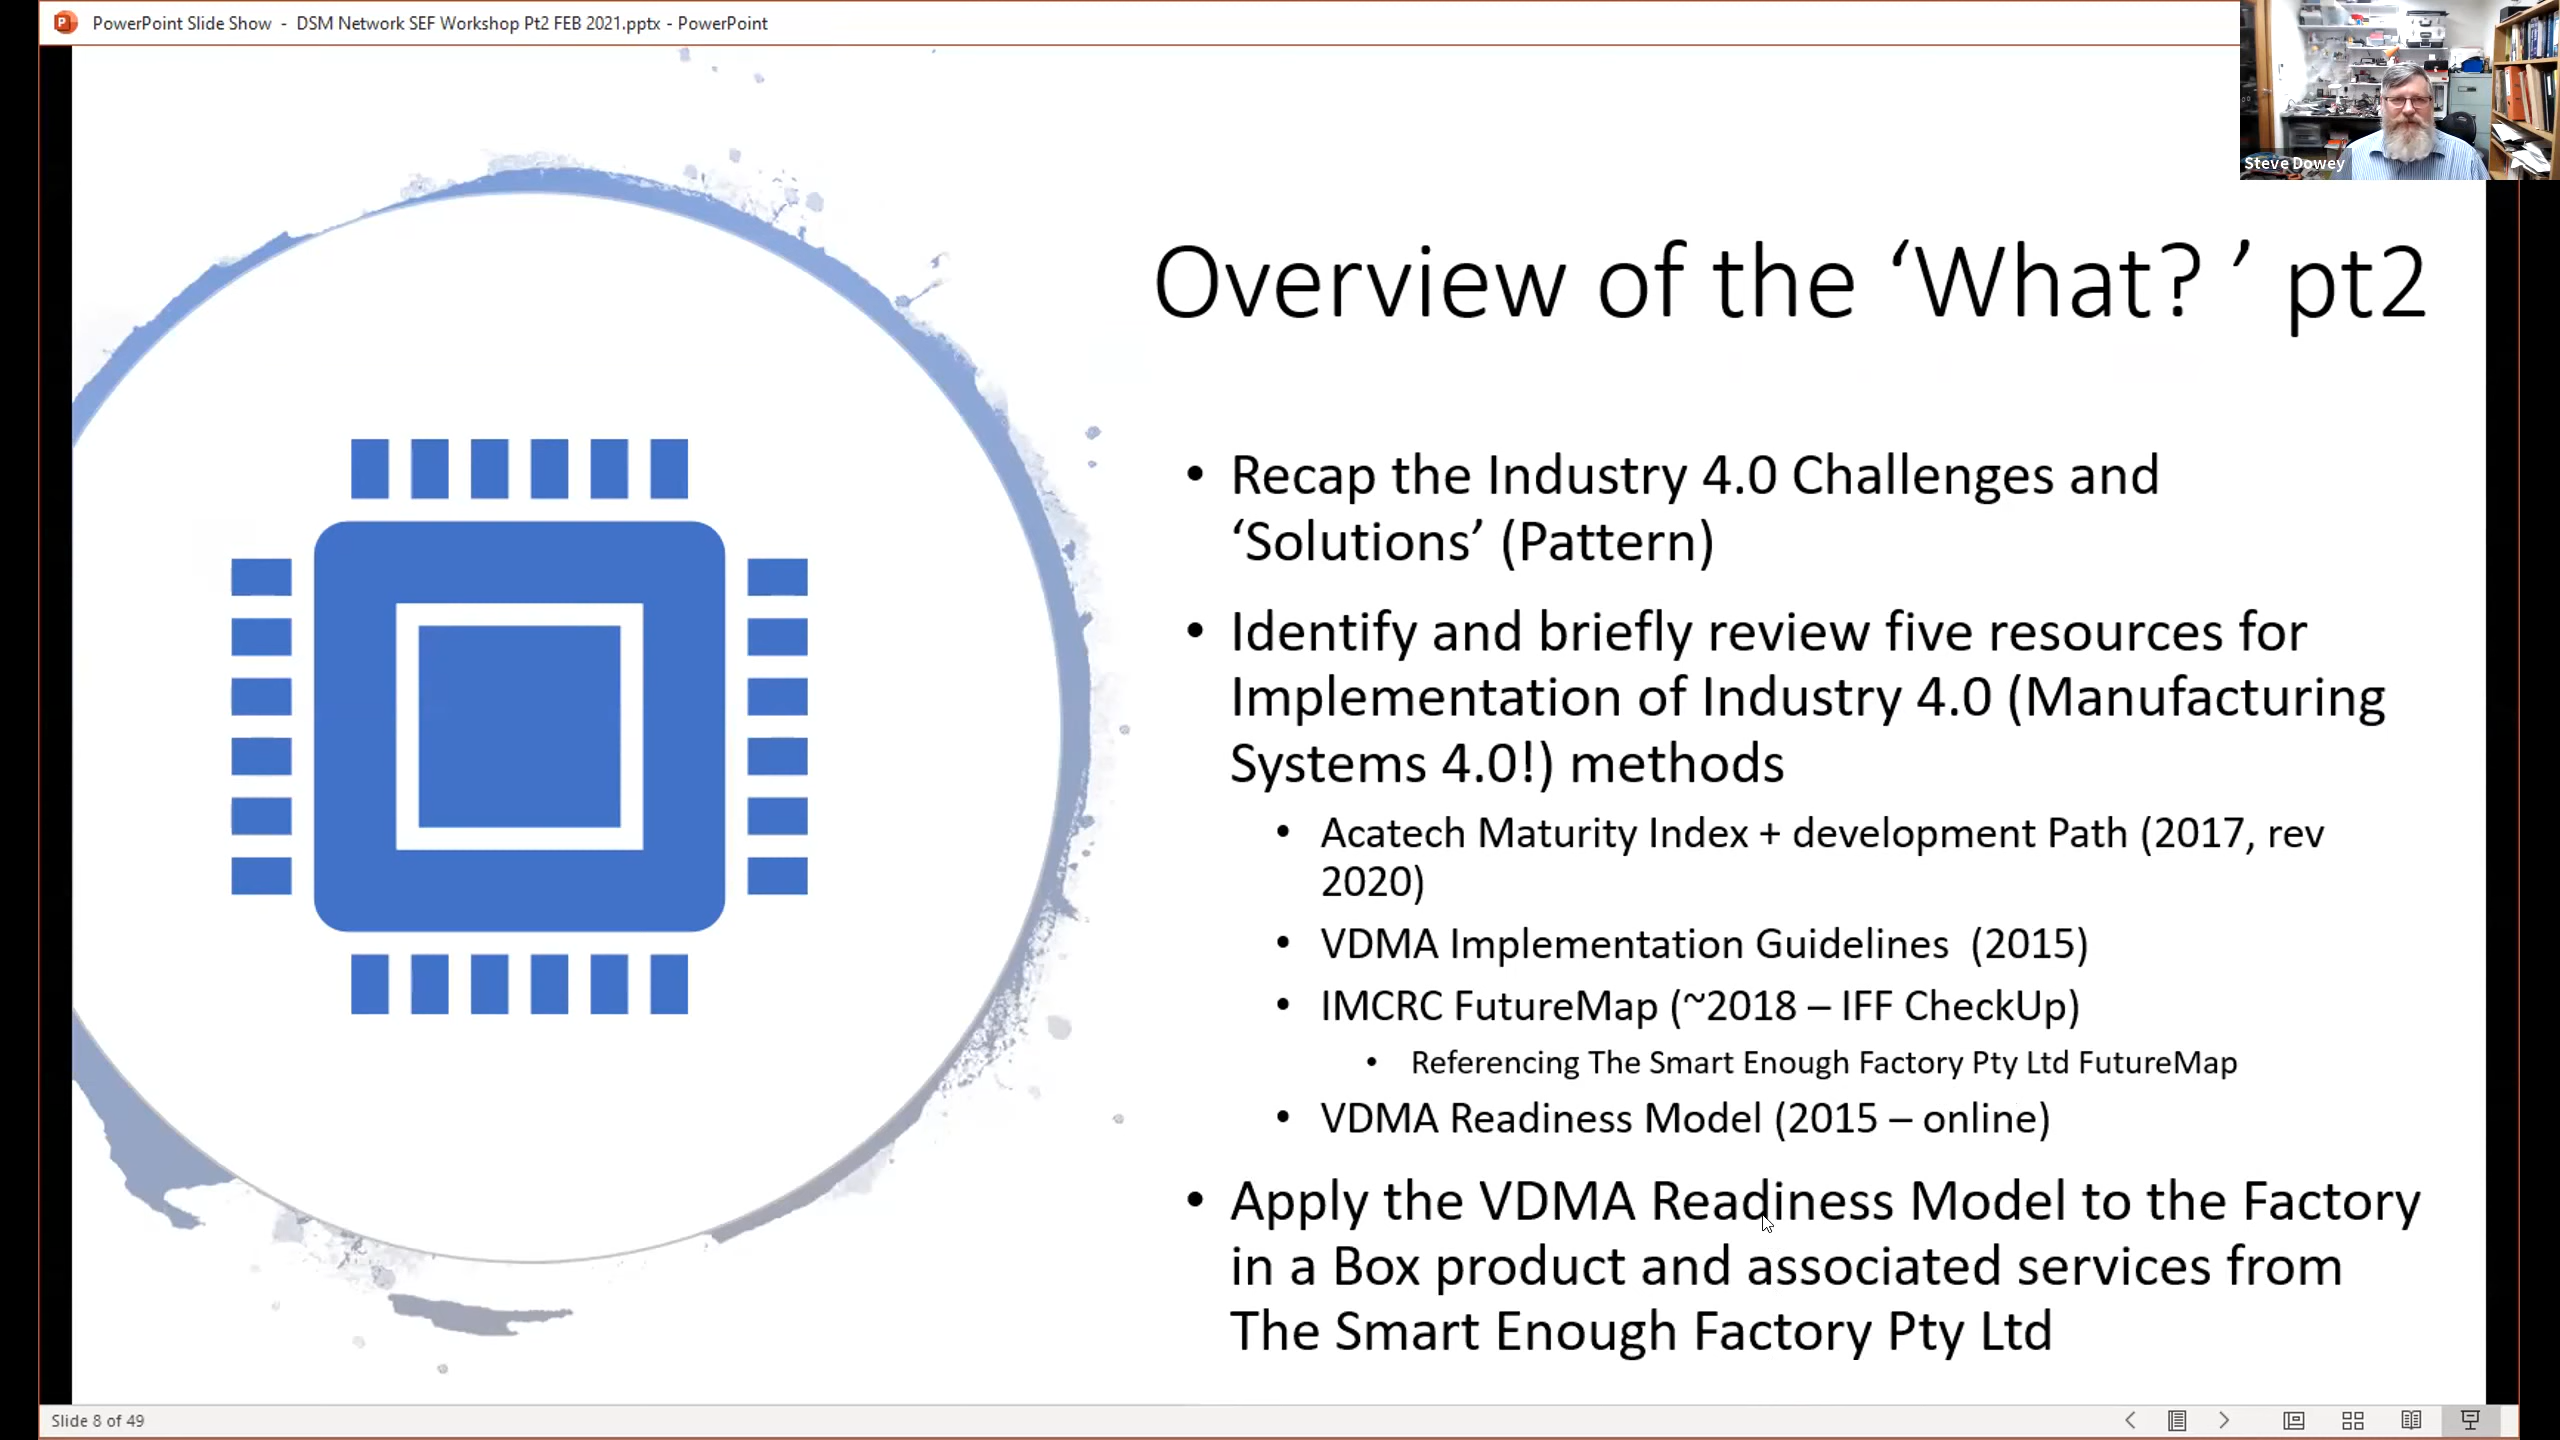 PowerPoint Slide Show - DSM Network SEF Workshop Pt2 FEB 2021.pptx - PowerPoint
Steve Dowey
Overview of the ‘What? ’ pt2
• Recap the Industry 4.0 Challenges and
‘Solutions’ (Pattern)
• Identify and briefly review five resources for
Implementation of Industry 4.0 (Manufacturing
Systems 4.0!) methods
• Acatech Maturity Index + development Path (2017, rev
2020)
• VDMA Implementation Guidelines (2015)
• IMCRC FutureMap (~2018 – IFF CheckUp)
• Referencing The Smart Enough Factory Pty Ltd FutureMap
• VDMA Readiness Model (2015 – online)
• Apply the VDMA Readiness Model to the Factory
in a Box product and associated services from
The Smart Enough Factory Pty Ltd
Slide 8 of 49